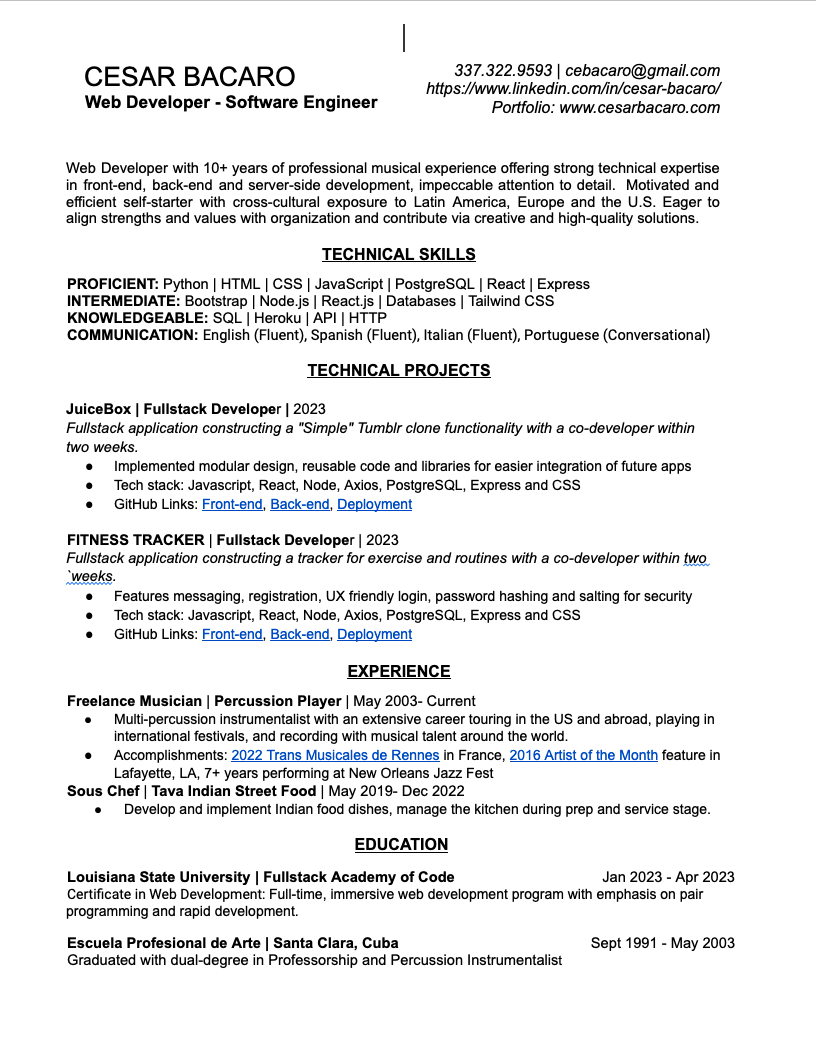 CESAR BACARO
Web Developer - Software Engineer
337.322.9593 | cebacaro@gmail.com
https://www.linkedin.com/in/cesar-bacaro/
Portfolio: www.cesarbacaro.com
Web Developer with 10+ years of professional musical experience offering strong technical expertise
in front-end, back-end and server-side development, impeccable attention to detail. Motivated and
efficient self-starter with cross-cultural exposure to Latin America, Europe and the U.S. Eager to
align strengths and values with organization and contribute via creative and high-quality solutions.
TECHNICAL SKILLS
PROFICIENT: Python | HTML | CSS | JavaScript | PostgreSQL | React | Express
INTERMEDIATE: Bootstrap | Node.js | React.js | Databases | Tailwind CSS
KNOWLEDGEABLE: SQL | Heroku | API | HTTP
COMMUNICATION: English (Fluent), Spanish (Fluent), Italian (Fluent), Portuguese (Conversational)
TECHNICAL PROJECTS
JuiceBox | Fullstack Developer | 2023
Fullstack application constructing a "Simple" Tumblr clone functionality with a co-developer within
two weeks.
● Implemented modular design, reusable code and libraries for easier integration of future apps
● Tech stack: Javascript, React, Node, Axios, PostgreSQL, Express and CSS
● GitHub Links: Front-end, Back-end, Deployment
FITNESS TRACKER | Fullstack Developer | 2023
Fullstack application constructing a tracker for exercise and routines with a co-developer within two
`weeks.
● Features messaging, registration, UX friendly login, password hashing and salting for security
● Tech stack: Javascript, React, Node, Axios, PostgreSQL, Express and CSS
● GitHub Links: Front-end, Back-end, Deployment
EXPERIENCE
Freelance Musician | Percussion Player | May 2003- Current
● Multi-percussion instrumentalist with an extensive career touring in the US and abroad, playing in
international festivals, and recording with musical talent around the world.
● Accomplishments: 2022 Trans Musicales de Rennes in France, 2016 Artist of the Month feature in
Lafayette, LA, 7+ years performing at New Orleans Jazz Fest
Sous Chef | Tava Indian Street Food | May 2019- Dec 2022
● Develop and implement Indian food dishes, manage the kitchen during prep and service stage.
EDUCATION
Louisiana State University | Fullstack Academy of Code Jan 2023 - Apr 2023
Certificate in Web Development: Full-time, immersive web development program with emphasis on pair
programming and rapid development.
Escuela Profesional de Arte | Santa Clara, Cuba Sept 1991 - May 2003
Graduated with dual-degree in Professorship and Percussion Instrumentalist